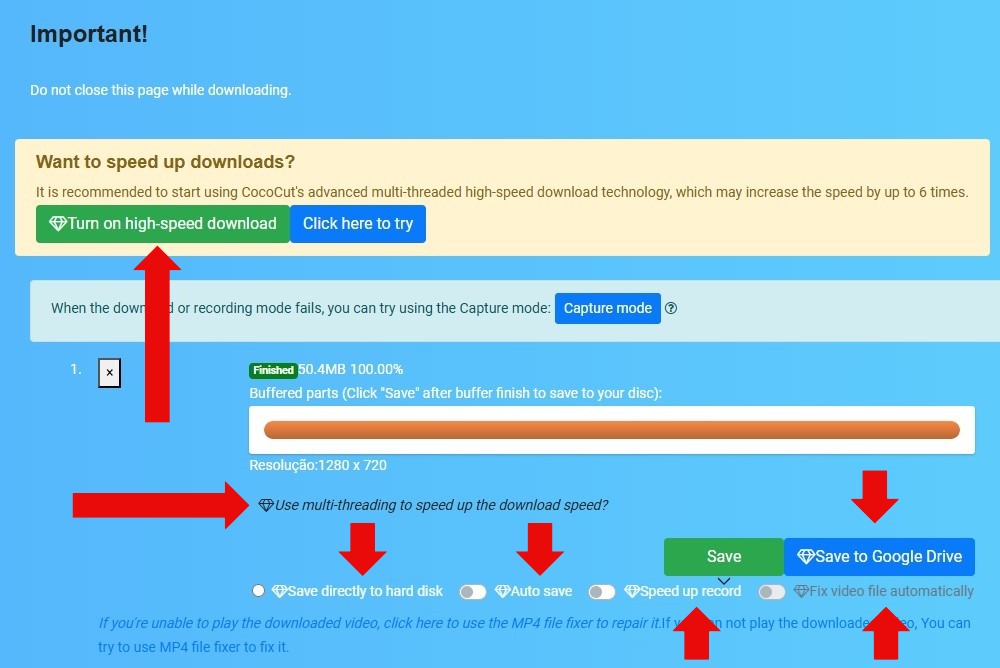 Important!
Do not close this page while downloading.
Want to speed up downloads?
It is recommended to start using CocoCut's advanced multi-threaded high-speed download technology, which may increase the speed by up to 6 times.
Turn on high-speed download Click here to try
When the download or recording mode fails, you can try using the Capture mode: Capture mode ?
1. × Finished 50.4MB 100.00%
Buffered parts (Click "Save" after buffer finish to save to your disc):
Resolução:1280 x 720
Use multi-threading to speed up the download speed?
Save Save to Google Drive
Save directly to hard disk Auto save Speed up record Fix video file automatically
If you're unable to play the downloaded video, click here to use the MP4 file fixer to repair it.If you can not play the downloaded video, You can
try to use MP4 file fixer to fix it.